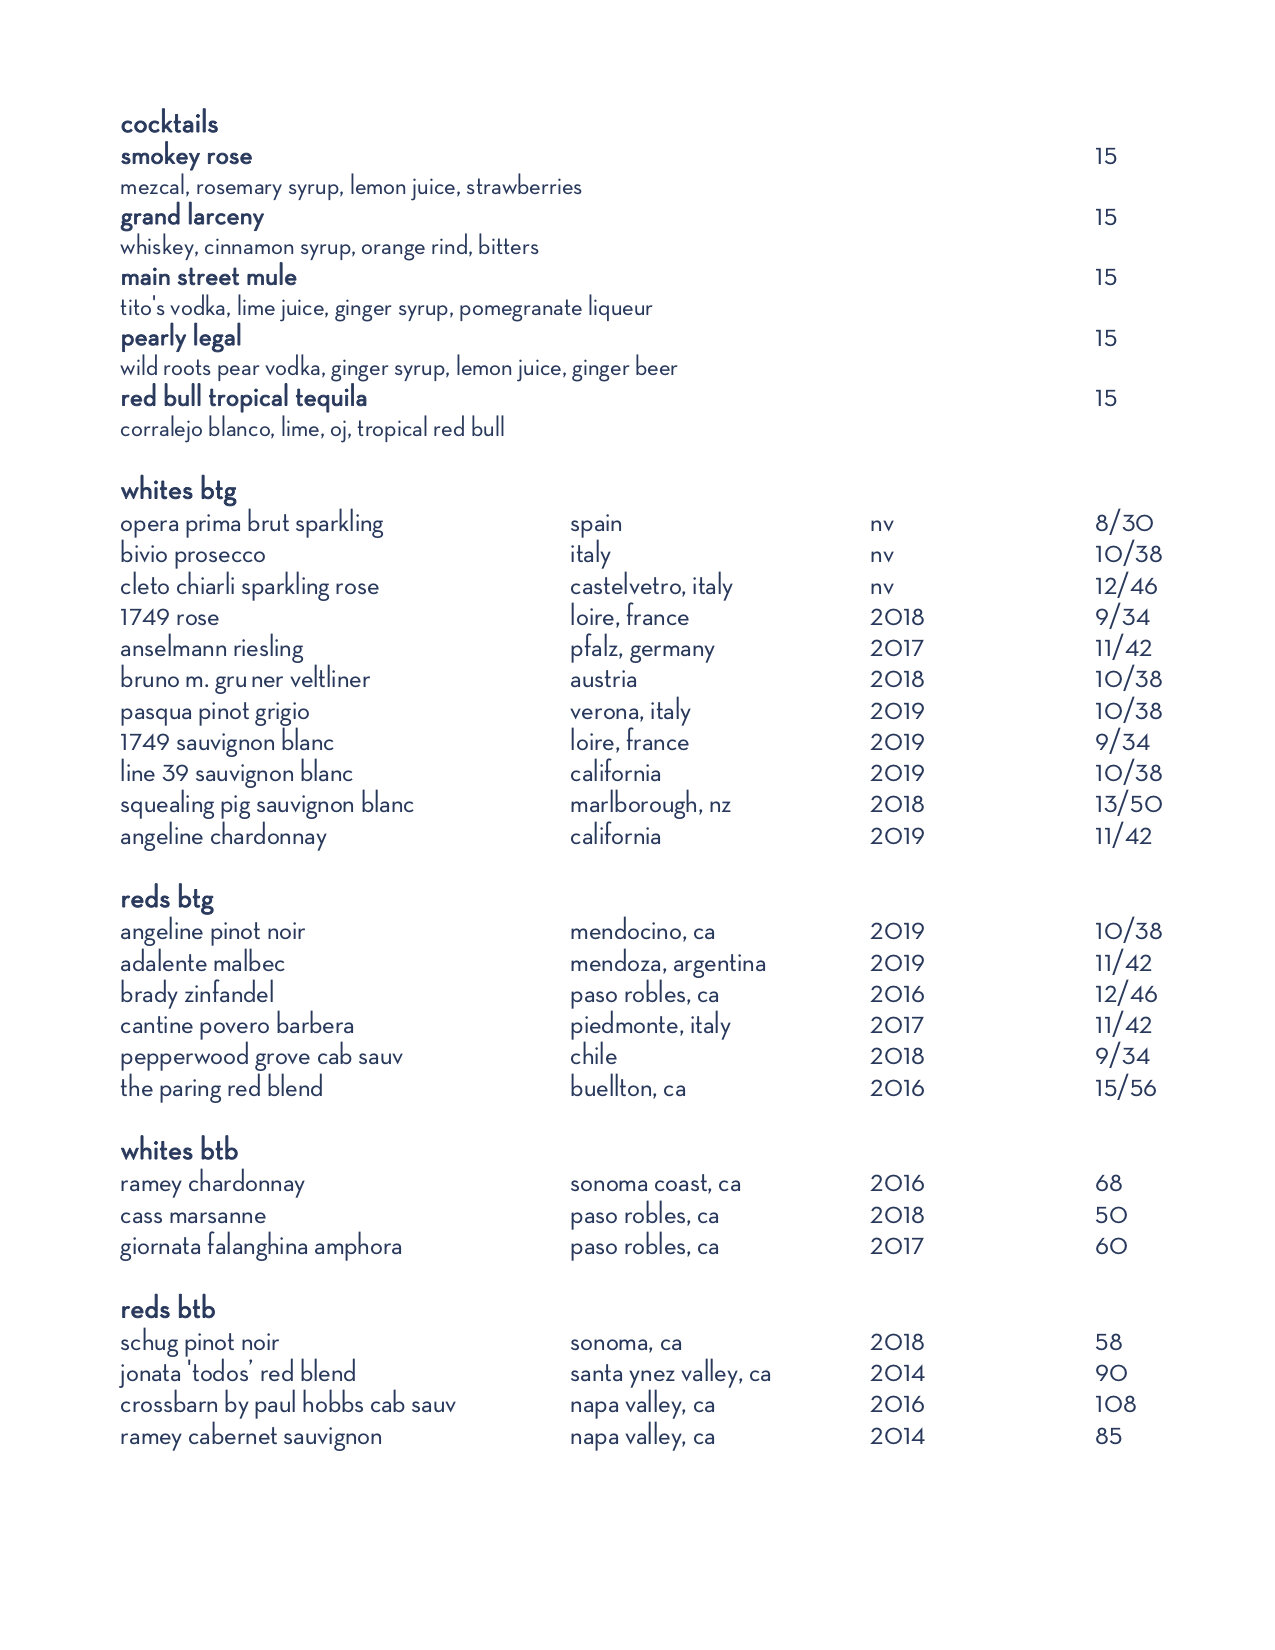 cocktails
smokey rose 15
mezcal, rosemary syrup, lemon juice, strawberries
grand larceny 15
whiskey, cinnamon syrup, orange rind, bitters
main street mule 15
tito's vodka, lime juice, ginger syrup, pomegranate liqueur
pearly legal 15
wild roots pear vodka, ginger syrup, lemon juice, ginger beer
red bull tropical tequila 15
corralejo blanco, lime, oj, tropical red bull
whites btg
opera prima brut sparkling spain nv 8/30
bivio prosecco italy nv 10/38
cleto chiarli sparkling rose castelvetro, italy nv 12/46
1749 rose loire, france 2018 9/34
anselmann riesling pfalz, germany 2017 11/42
bruno m. gruner veltliner austria 2018 10/38
pasqua pinot grigio verona, italy 2019 10/38
1749 sauvignon blanc loire, france 2019 9/34
line 39 sauvignon blanc california 2019 10/38
squealing pig sauvignon blanc marlborough, nz 2018 13/50
angeline chardonnay california 2019 11/42
reds btg
angeline pinot noir mendocino, ca 2019 10/38
adalente malbec mendoza, argentina 2019 11/42
brady zinfandel paso robles, ca 2016 12/46
cantine povero barbera piedmonte, italy 2017 11/42
pepperwood grove cab sauv chile 2018 9/34
the paring red blend buellton, ca 2016 15/56
whites btb
ramey chardonnay sonoma coast, ca 2016 68
cass marsanne paso robles, ca 2018 50
giornata falanghina amphora paso robles, ca 2017 60
reds btb
schug pinot noir sonoma, ca 2018 58
jonata 'todos’ red blend santa ynez valley, ca 2014 90
crossbarn by paul hobbs cab sauv napa valley, ca 2016 108
ramey cabernet sauvignon napa valley, ca 2014 85